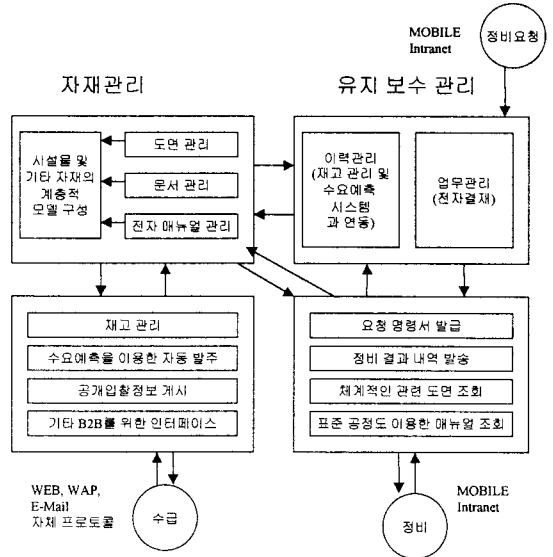 MOBILE
Intranet
정비요청
자재관리
유지 보수 관리
시설물 및
기타 자재의
계층적
모델 구성
도면 관리
문서 관리
전자 매뉴얼 관리
이력관리
(재고 관리 및
수요예측
시스템
과 연동)
업무관리
(전자결재)
재고 관리
수요예측을 이용한 자동 발주
공개입찰정보 게시
기타 B2B를 위한 인터페이스
요청 명령서 발급
정비 결과 내역 발송
체계적인 관련 도면 조회
표준 공정도 이용한 매뉴얼 조회
WEB, WAP,
E-Mail
자체 프로토콜
수급
정비
MOBILE
Intranet